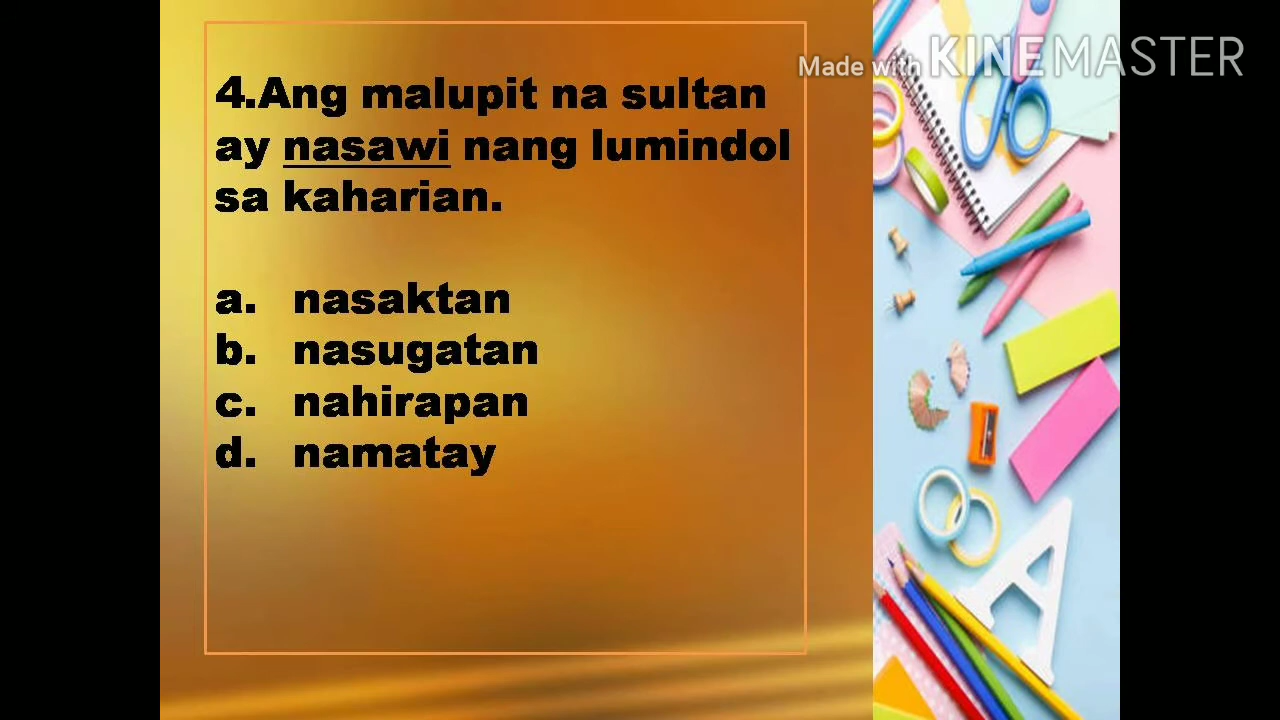 Made with KINEMASTER
4.Ang malupit na sultan
ay nasawi nang lumindol
sa kaharian.
a. nasaktan
b. nasugatan
c. nahirapan
d. namatay
A